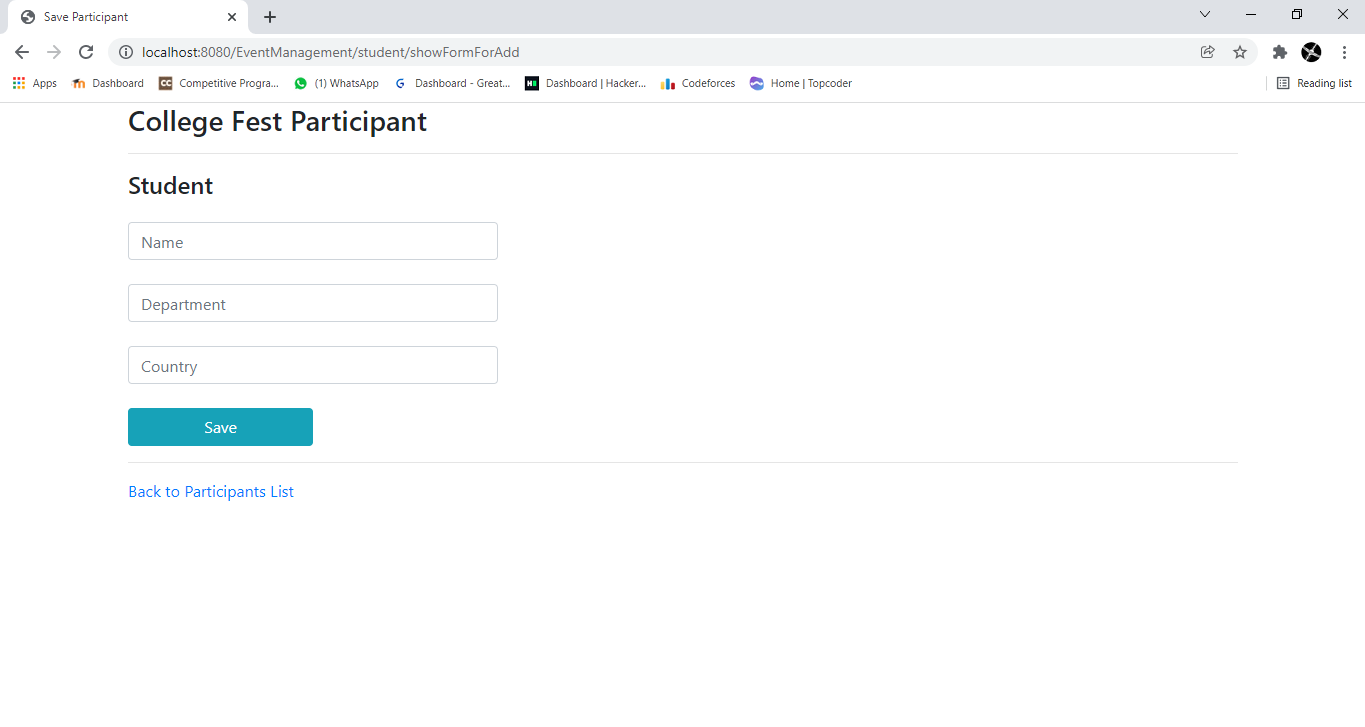 Save Participant
localhost:8080/EventManagement/student/showFormForAdd
Apps Dashboard CC Competitive Progra... (1) WhatsApp G Dashboard - Great... Dashboard | Hacker... Codeforces Home | Topcoder Reading list
College Fest Participant
Student
Name
Department
Country
Save
Back to Participants List